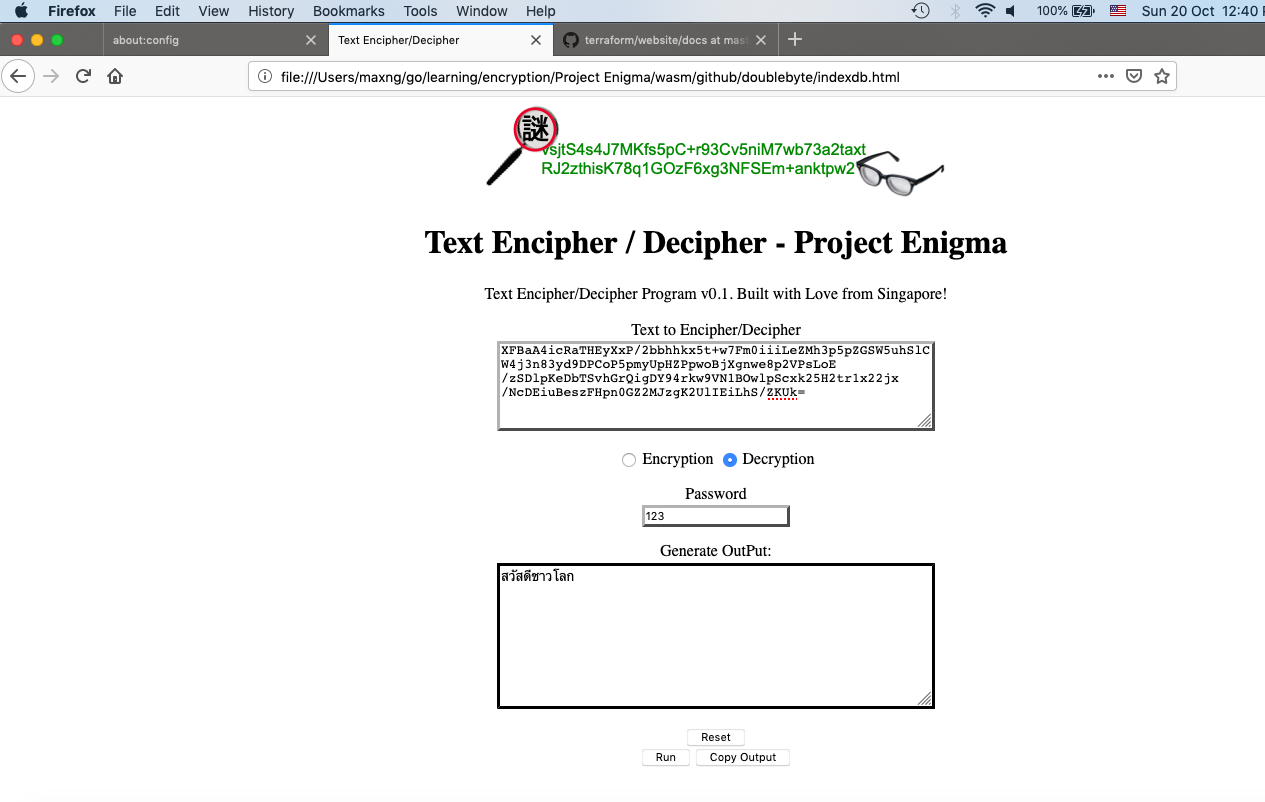 Firefox File Edit View History Bookmarks Tools Window Help 100% Sun 20 Oct 12:40
about:config Text Encipher/Decipher terraform/website/docs at mas
file:///Users/maxng/go/learning/encryption/Project Enigma/wasm/github/doublebyte/indexdb.html
謎
vsjtS4s4J7MKfs5pC+r93Cv5niM7wb73a2taxt
RJ2zthisK78q1GOzF6xg3NFSEm+anktpw2
Text Encipher / Decipher - Project Enigma
Text Encipher/Decipher Program v0.1. Built with Love from Singapore!
Text to Encipher/Decipher
XFBaA4icRaTHEyXxP/2bbhhkx5t+w7Fm0iiiLeZMh3p5pZGSW5uhSlC
W4j3n83yd9DPCoP5pmyUpHZPpwoBjXgnwe8p2VPsLoE
/zSDlpKeDbTSvhGrQigDY94rkw9VNlBOwlpScxk25H2tr1x22jx
/NcDEiuBeszFHpn0GZ2MJzgK2UlIEiLhS/ZKUk=
Encryption Decryption
Password
123
Generate OutPut:
สวัสดีชาวโลก
Reset
Run Copy Output